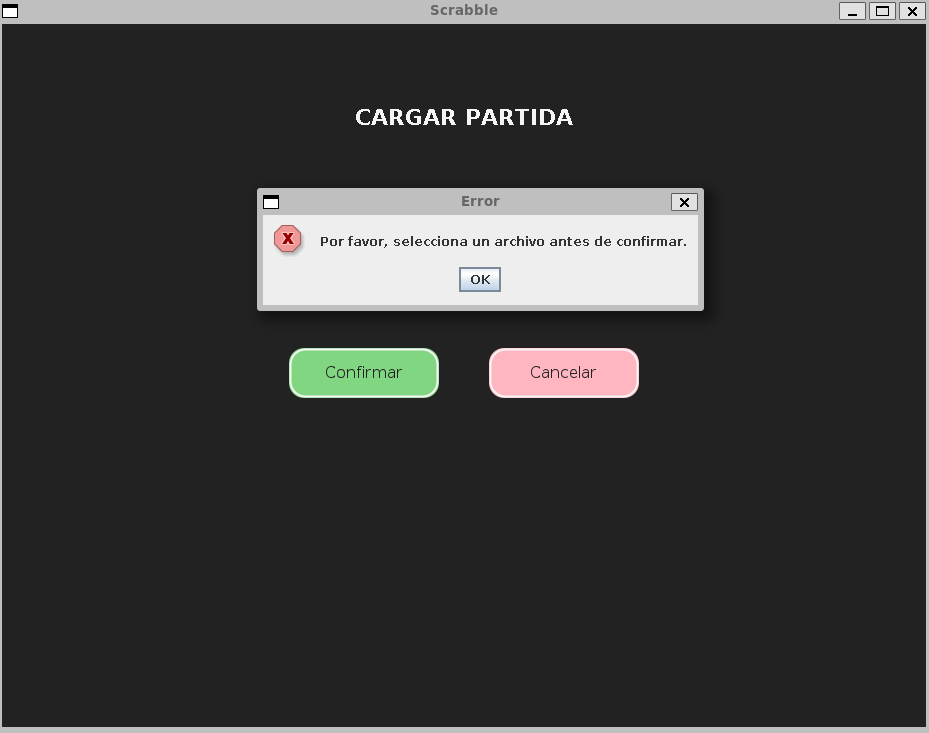 Scrabble
CARGAR PARTIDA
Error
X
Por favor, selecciona un archivo antes de confirmar.
OK
Confirmar
Cancelar